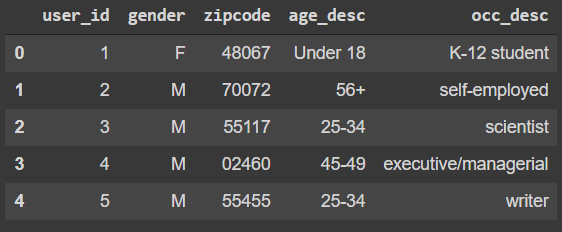 user_id gender zipcode age_desc occ_desc
0 1 F 48067 Under 18 K-12 student
1 2 M 70072 56+ self-employed
2 3 M 55117 25-34 scientist
3 4 M 02460 45-49 executive/managerial
4 5 M 55455 25-34 writer